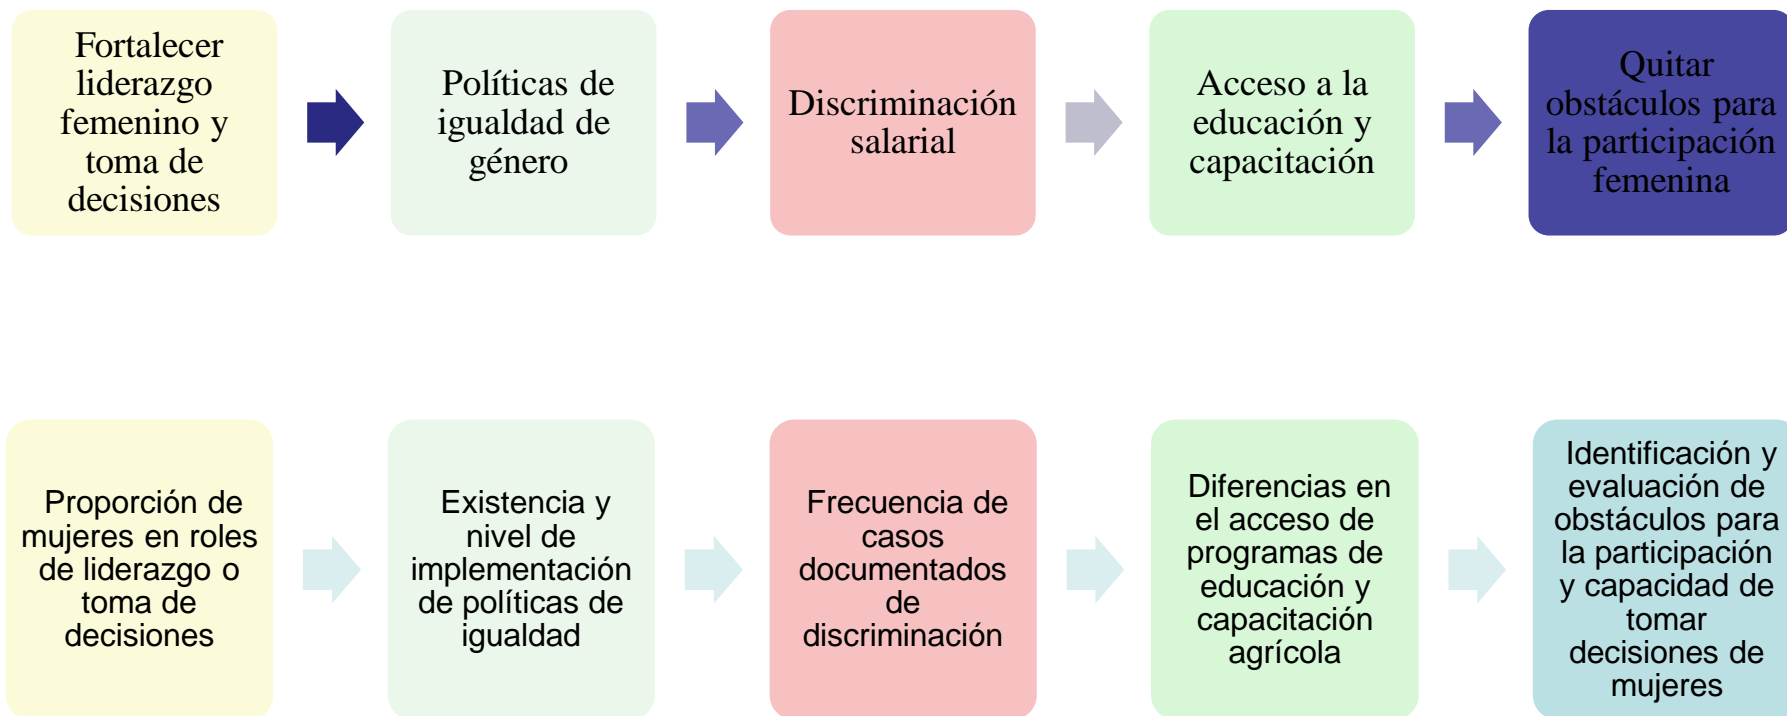 Fortalecer
liderazgo
femenino y
toma de
decisiones
Políticas de
igualdad de
género
Discriminación
salarial
Acceso a la
educación y
capacitación
Quitar
obstáculos para
la participación
femenina
Proporción de
mujeres en roles
de liderazgo o
toma de
decisiones
Existencia y
nivel de
implementación
de políticas de
igualdad
Frecuencia de
casos
documentados
de
discriminación
Diferencias en
el acceso de
programas de
educación y
capacitación
agrícola
Identificación y
evaluación de
obstáculos para
la participación
y capacidad de
tomar
decisiones de
mujeres